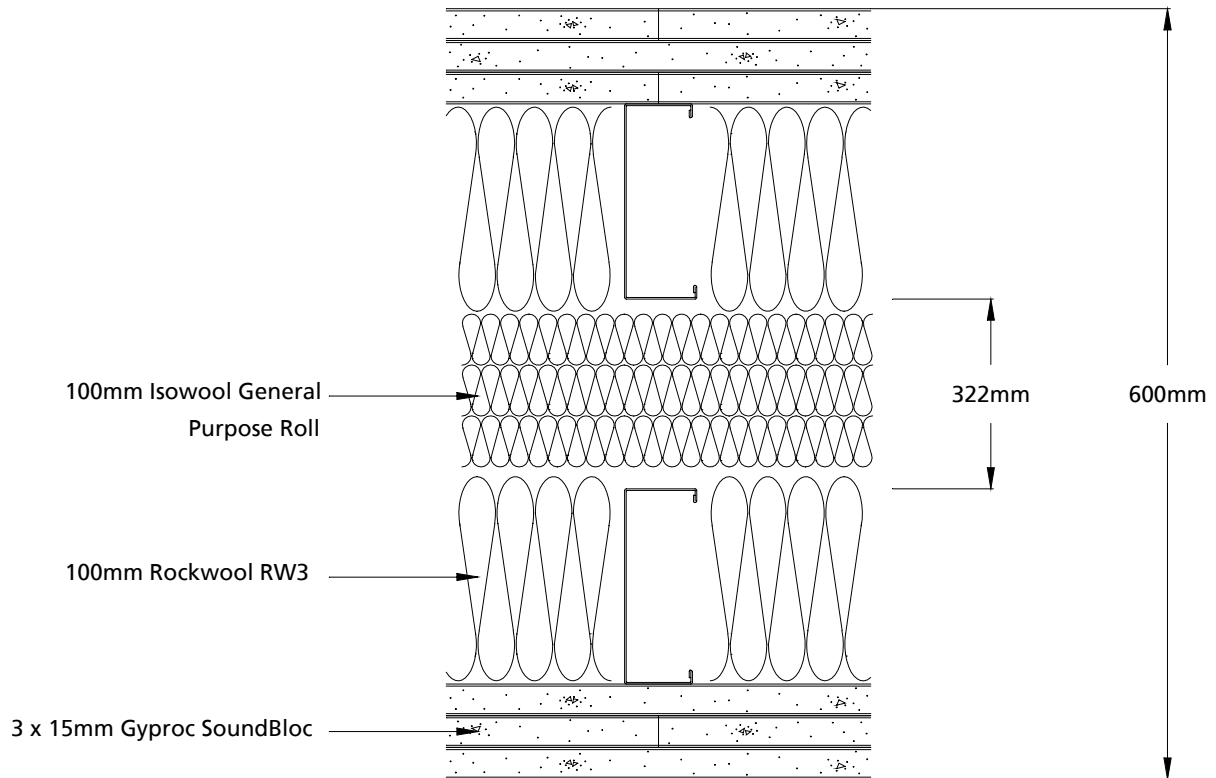 100mm Isowool General
Purpose Roll
322mm
600mm
100mm Rockwool RW3
3 x 15mm Gyproc SoundBloc